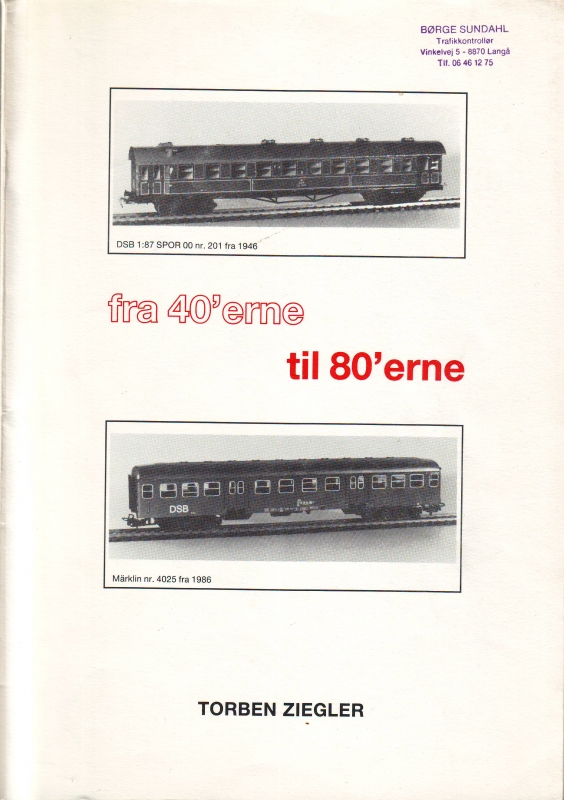 BØRGE SUNDAHL
Trafikkontrollør
Vinkelvej 5 - 8870 Langå
Tlf. 06 46 12 75
DSB 1:87 SPOR 00 nr. 201 fra 1946
fra 40'erne
til 80'erne
DSB
Märklin nr. 4025 fra 1986
TORBEN ZIEGLER